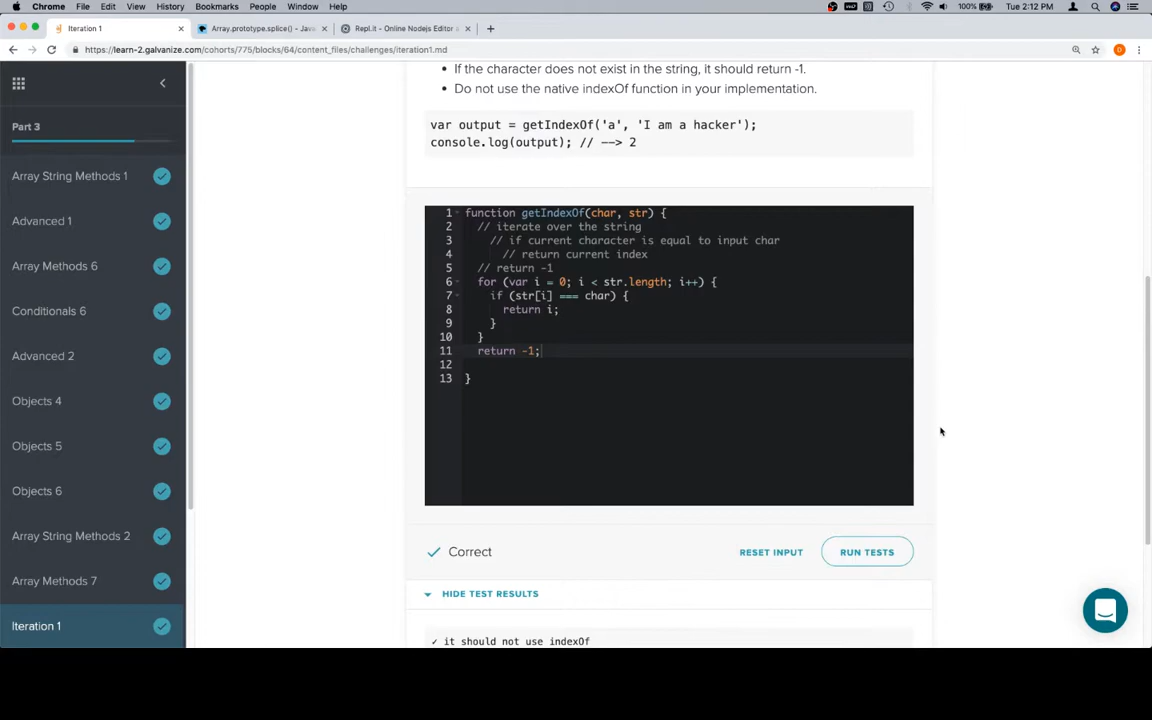 Chrome File Edit View History Bookmarks People Window Help
100% Tue 2:12 PM
Iteration 1
Array.prototype.splice() - Java
Repl.it - Online Nodejs Editor &
https://learn-2.galvanize.com/cohorts/775/blocks/64/content_files/challenges/iteration1.md
Part 3
Array String Methods 1
Advanced 1
Array Methods 6
Conditionals 6
Advanced 2
Objects 4
Objects 5
Objects 6
Array String Methods 2
Array Methods 7
Iteration 1
• If the character does not exist in the string, it should return -1.
• Do not use the native indexOf function in your implementation.
var output = getIndexOf('a', 'I am a hacker');
console.log(output); // --> 2
1 function getIndexOf(char, str) {
2 // iterate over the string
3 // if current character is equal to input char
4 // return current index
5 // return -1
6 for (var i = 0; i < str.length; i++) {
7 if (str[i] === char) {
8 return i;
9 }
10 }
11 return -1;
12
13 }
Correct
RESET INPUT
RUN TESTS
HIDE TEST RESULTS
✓ it should not use indexOf